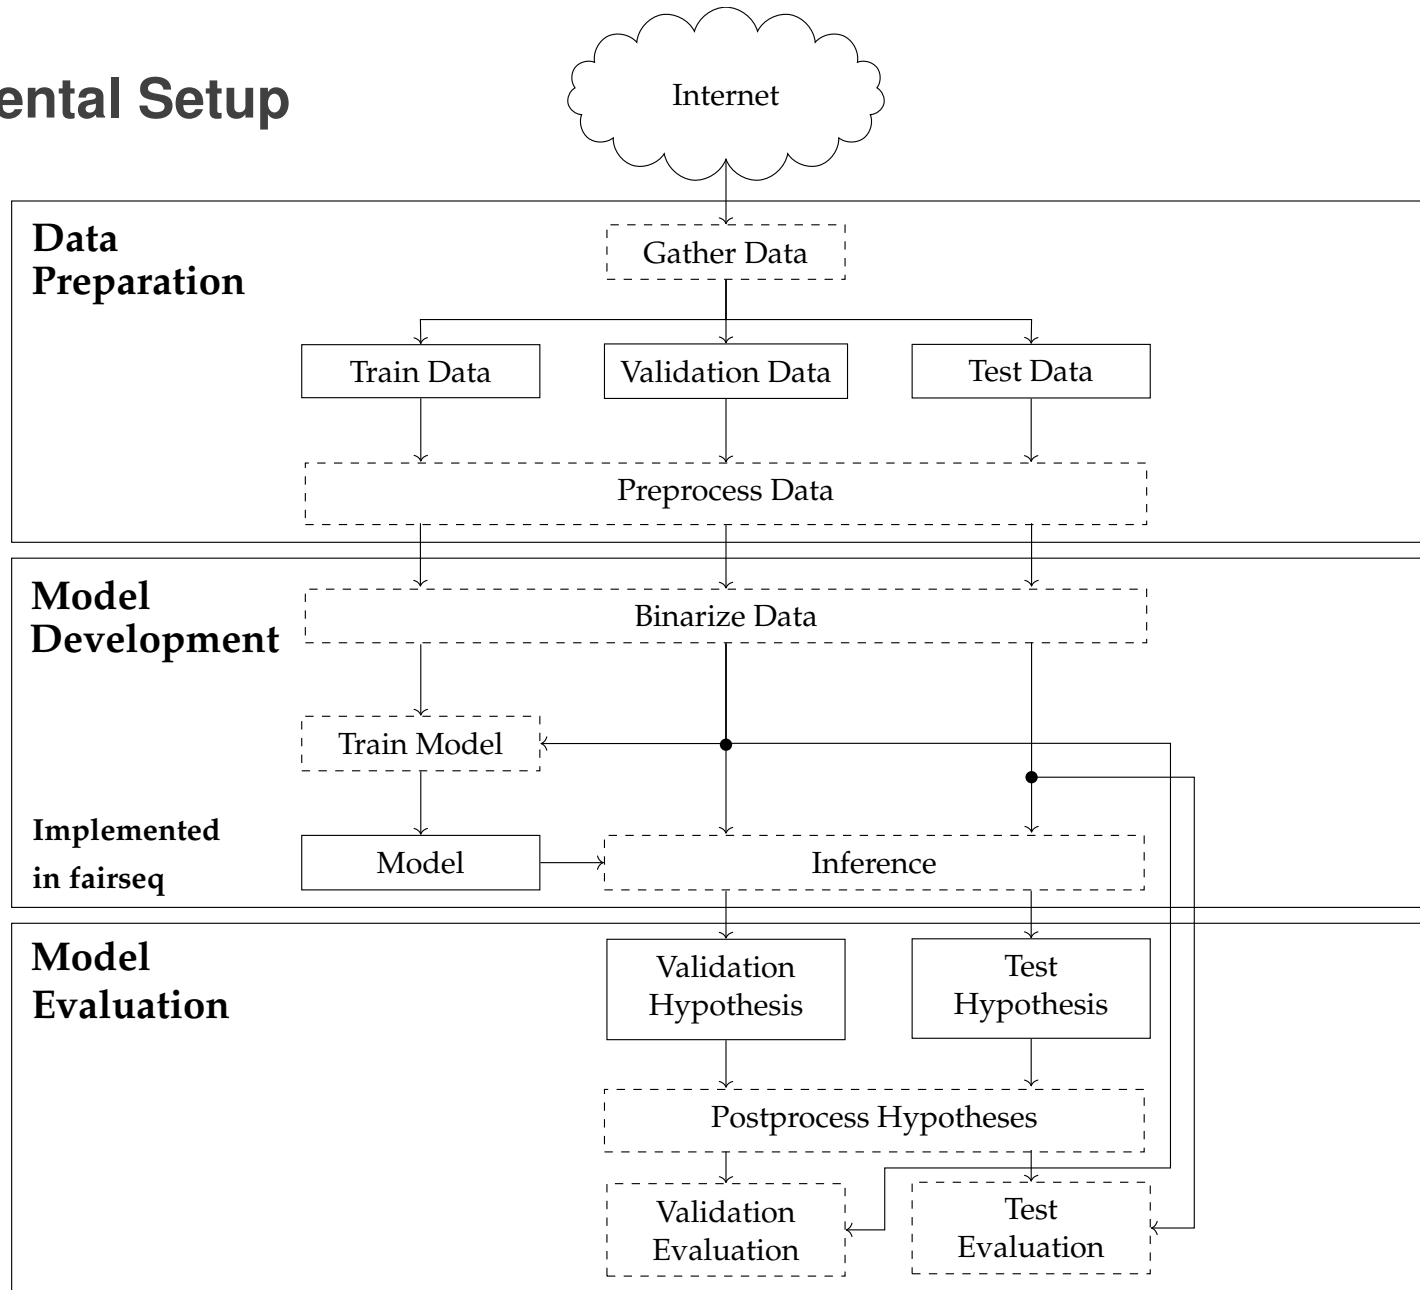 ental Setup
Internet
Data
Preparation
Gather Data
Train Data
Validation Data
Test Data
Preprocess Data
Model
Development
Binarize Data
Train Model
Implemented
in fairseq
Model
Inference
Model
Evaluation
Validation
Hypothesis
Test
Hypothesis
Postprocess Hypotheses
Validation
Evaluation
Test
Evaluation